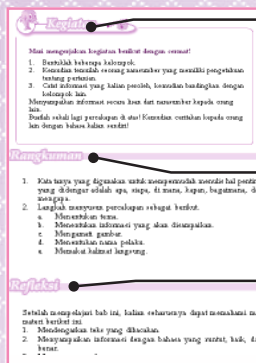 Kegiatan
Mari mengerjakan kegiatan berikut dengan cermat!
1. Bentuklah beberapa kelompok.
2. Kemudian temuilah seorang narasumber yang memiliki pengetahuan
tentang pertanian.
3. Catat informasi yang kalian peroleh, kemudian bandingkan dengan
kelompok lain.
Menyampaikan informasi secara lisan dari narasumber kepada orang
lain.
Buatlah sekali lagi percakapan di atas! Kemudian ceritakan kepada orang
lain dengan bahasa kalian sendiri!
Rangkuman
1. Kata tanya yang digunakan untuk mempermudah menulis hal penting
yang didengar adalah apa, siapa, di mana, kapan, bagaimana, d
mengapa.
2. Langkah menyusun percakapan sebagai berikut.
a. Menentukan tema.
b. Menentukan informasi yang akan disampaikan.
c. Mengamati gambar.
d. Menentukan nama pelaku.
e. Memakai kalimat langsung.
Refleksi
Setelah mempelajari bab ini, kalian seharusnya dapat memahami m
materi berikut ini.
1. Mendengarkan teks yang dibacakan.
2. Menyampaikan informasi dengan bahasa yang runtut, baik, d
benar.